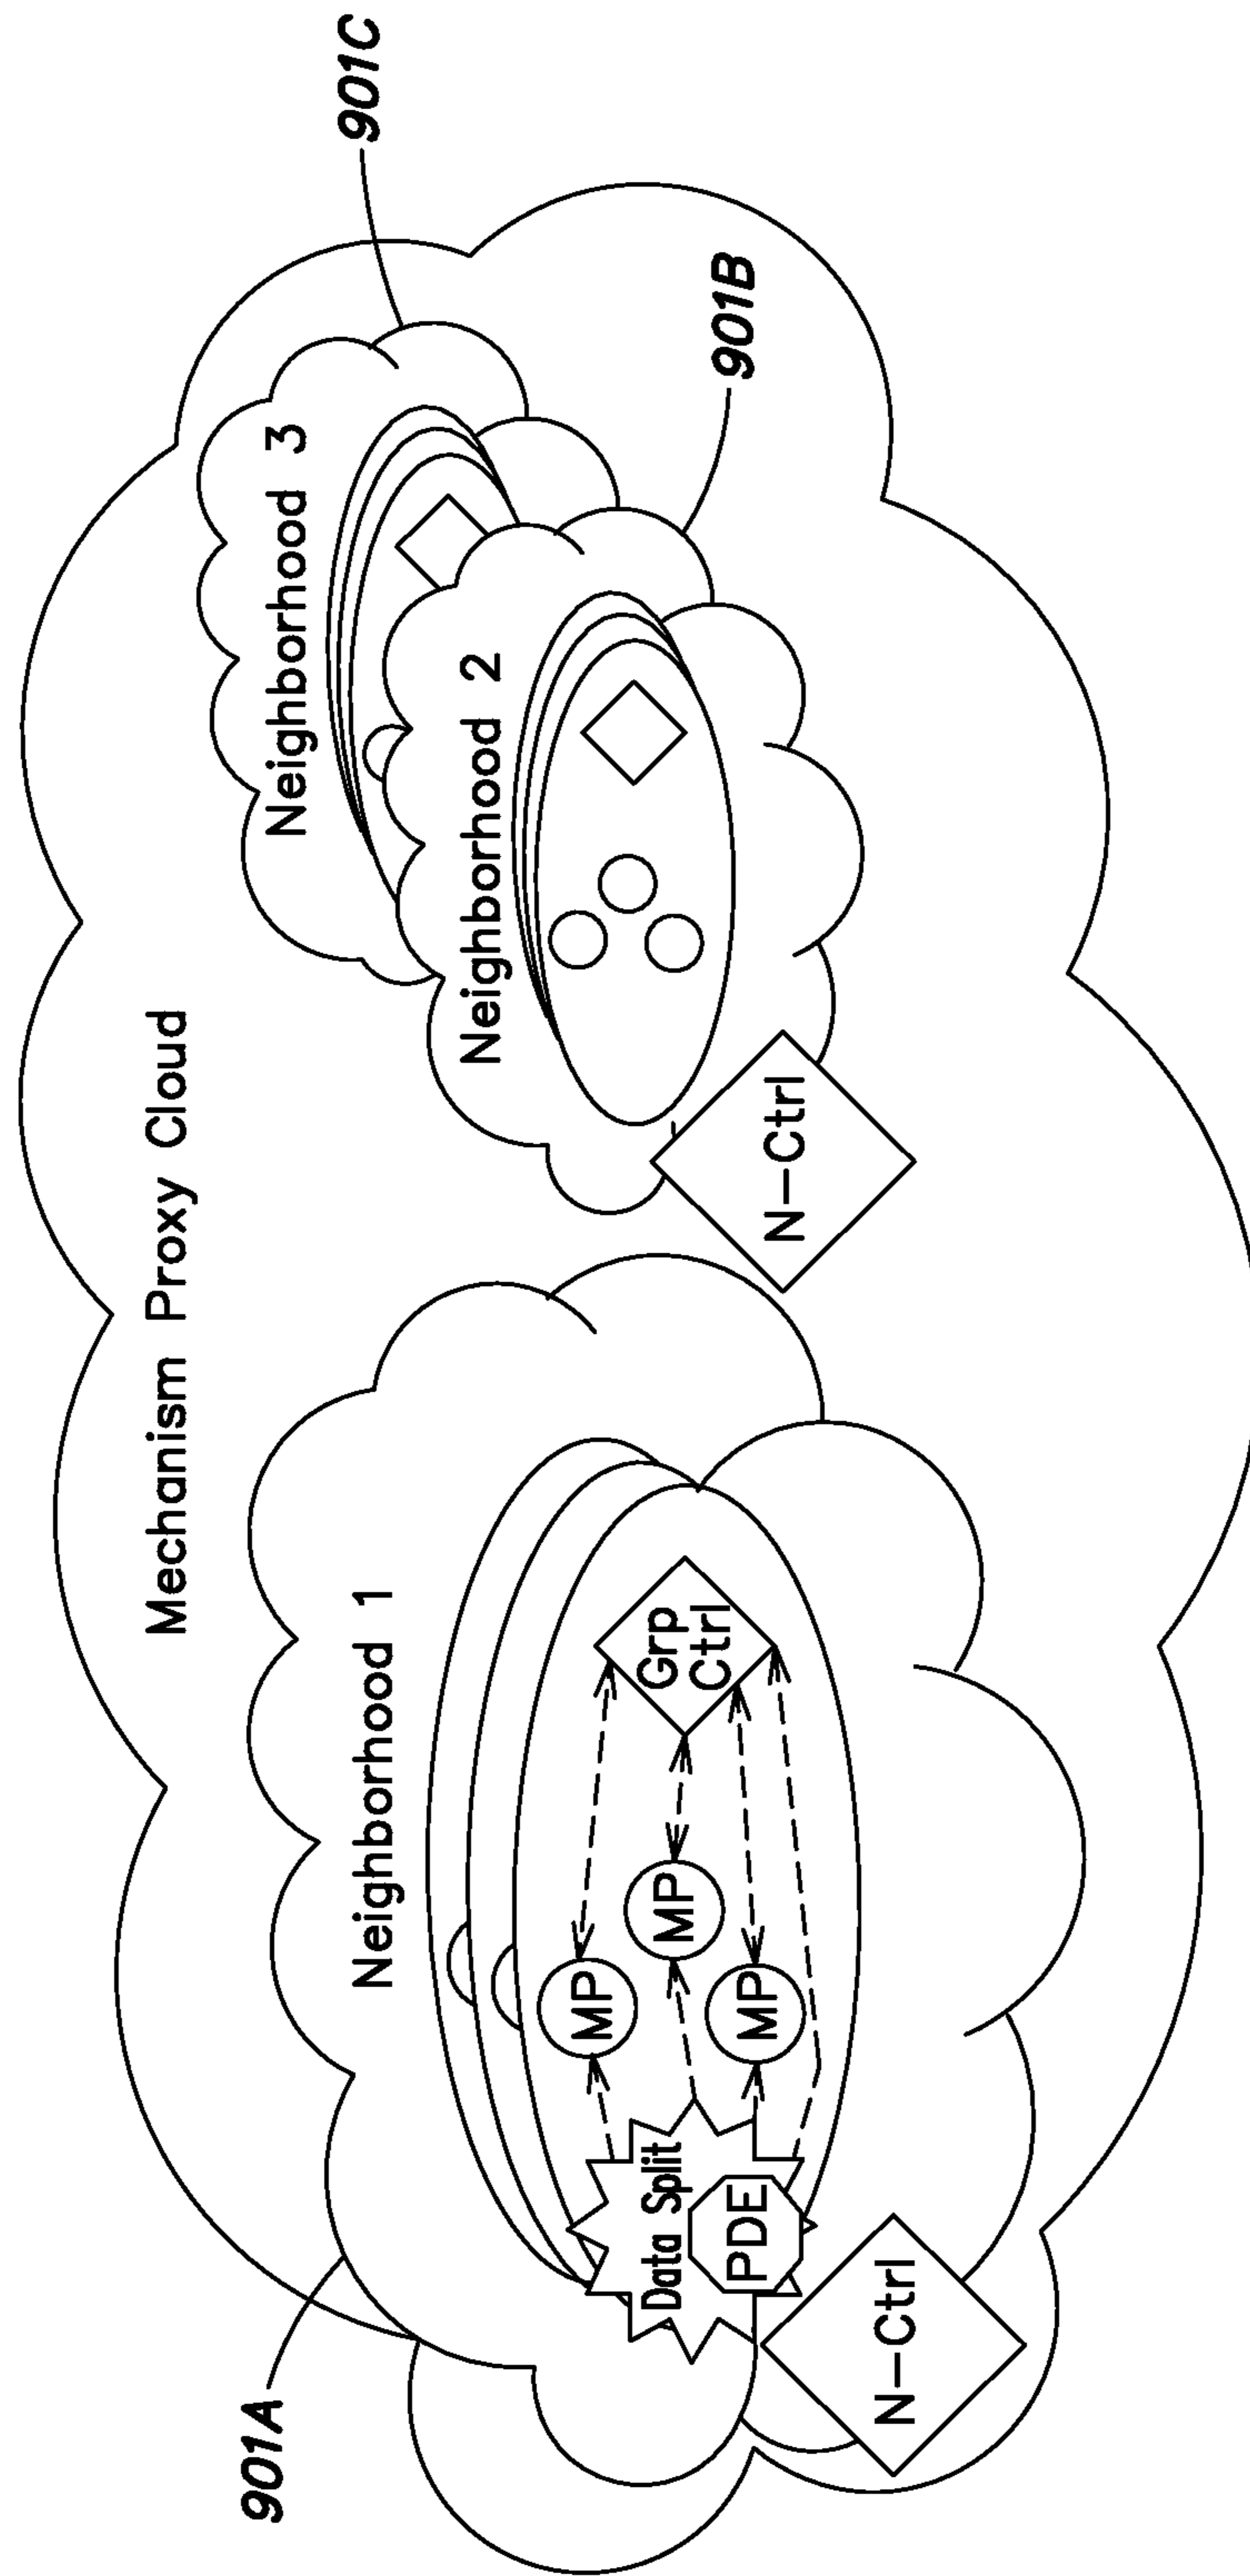 Mechanism Proxy Cloud
901A
Neighborhood 1
Data Split
PDE
MP
MP
MP
Grp
Ctrl
N-Ctrl
Neighborhood 2
901B
N-Ctrl
Neighborhood 3
901C